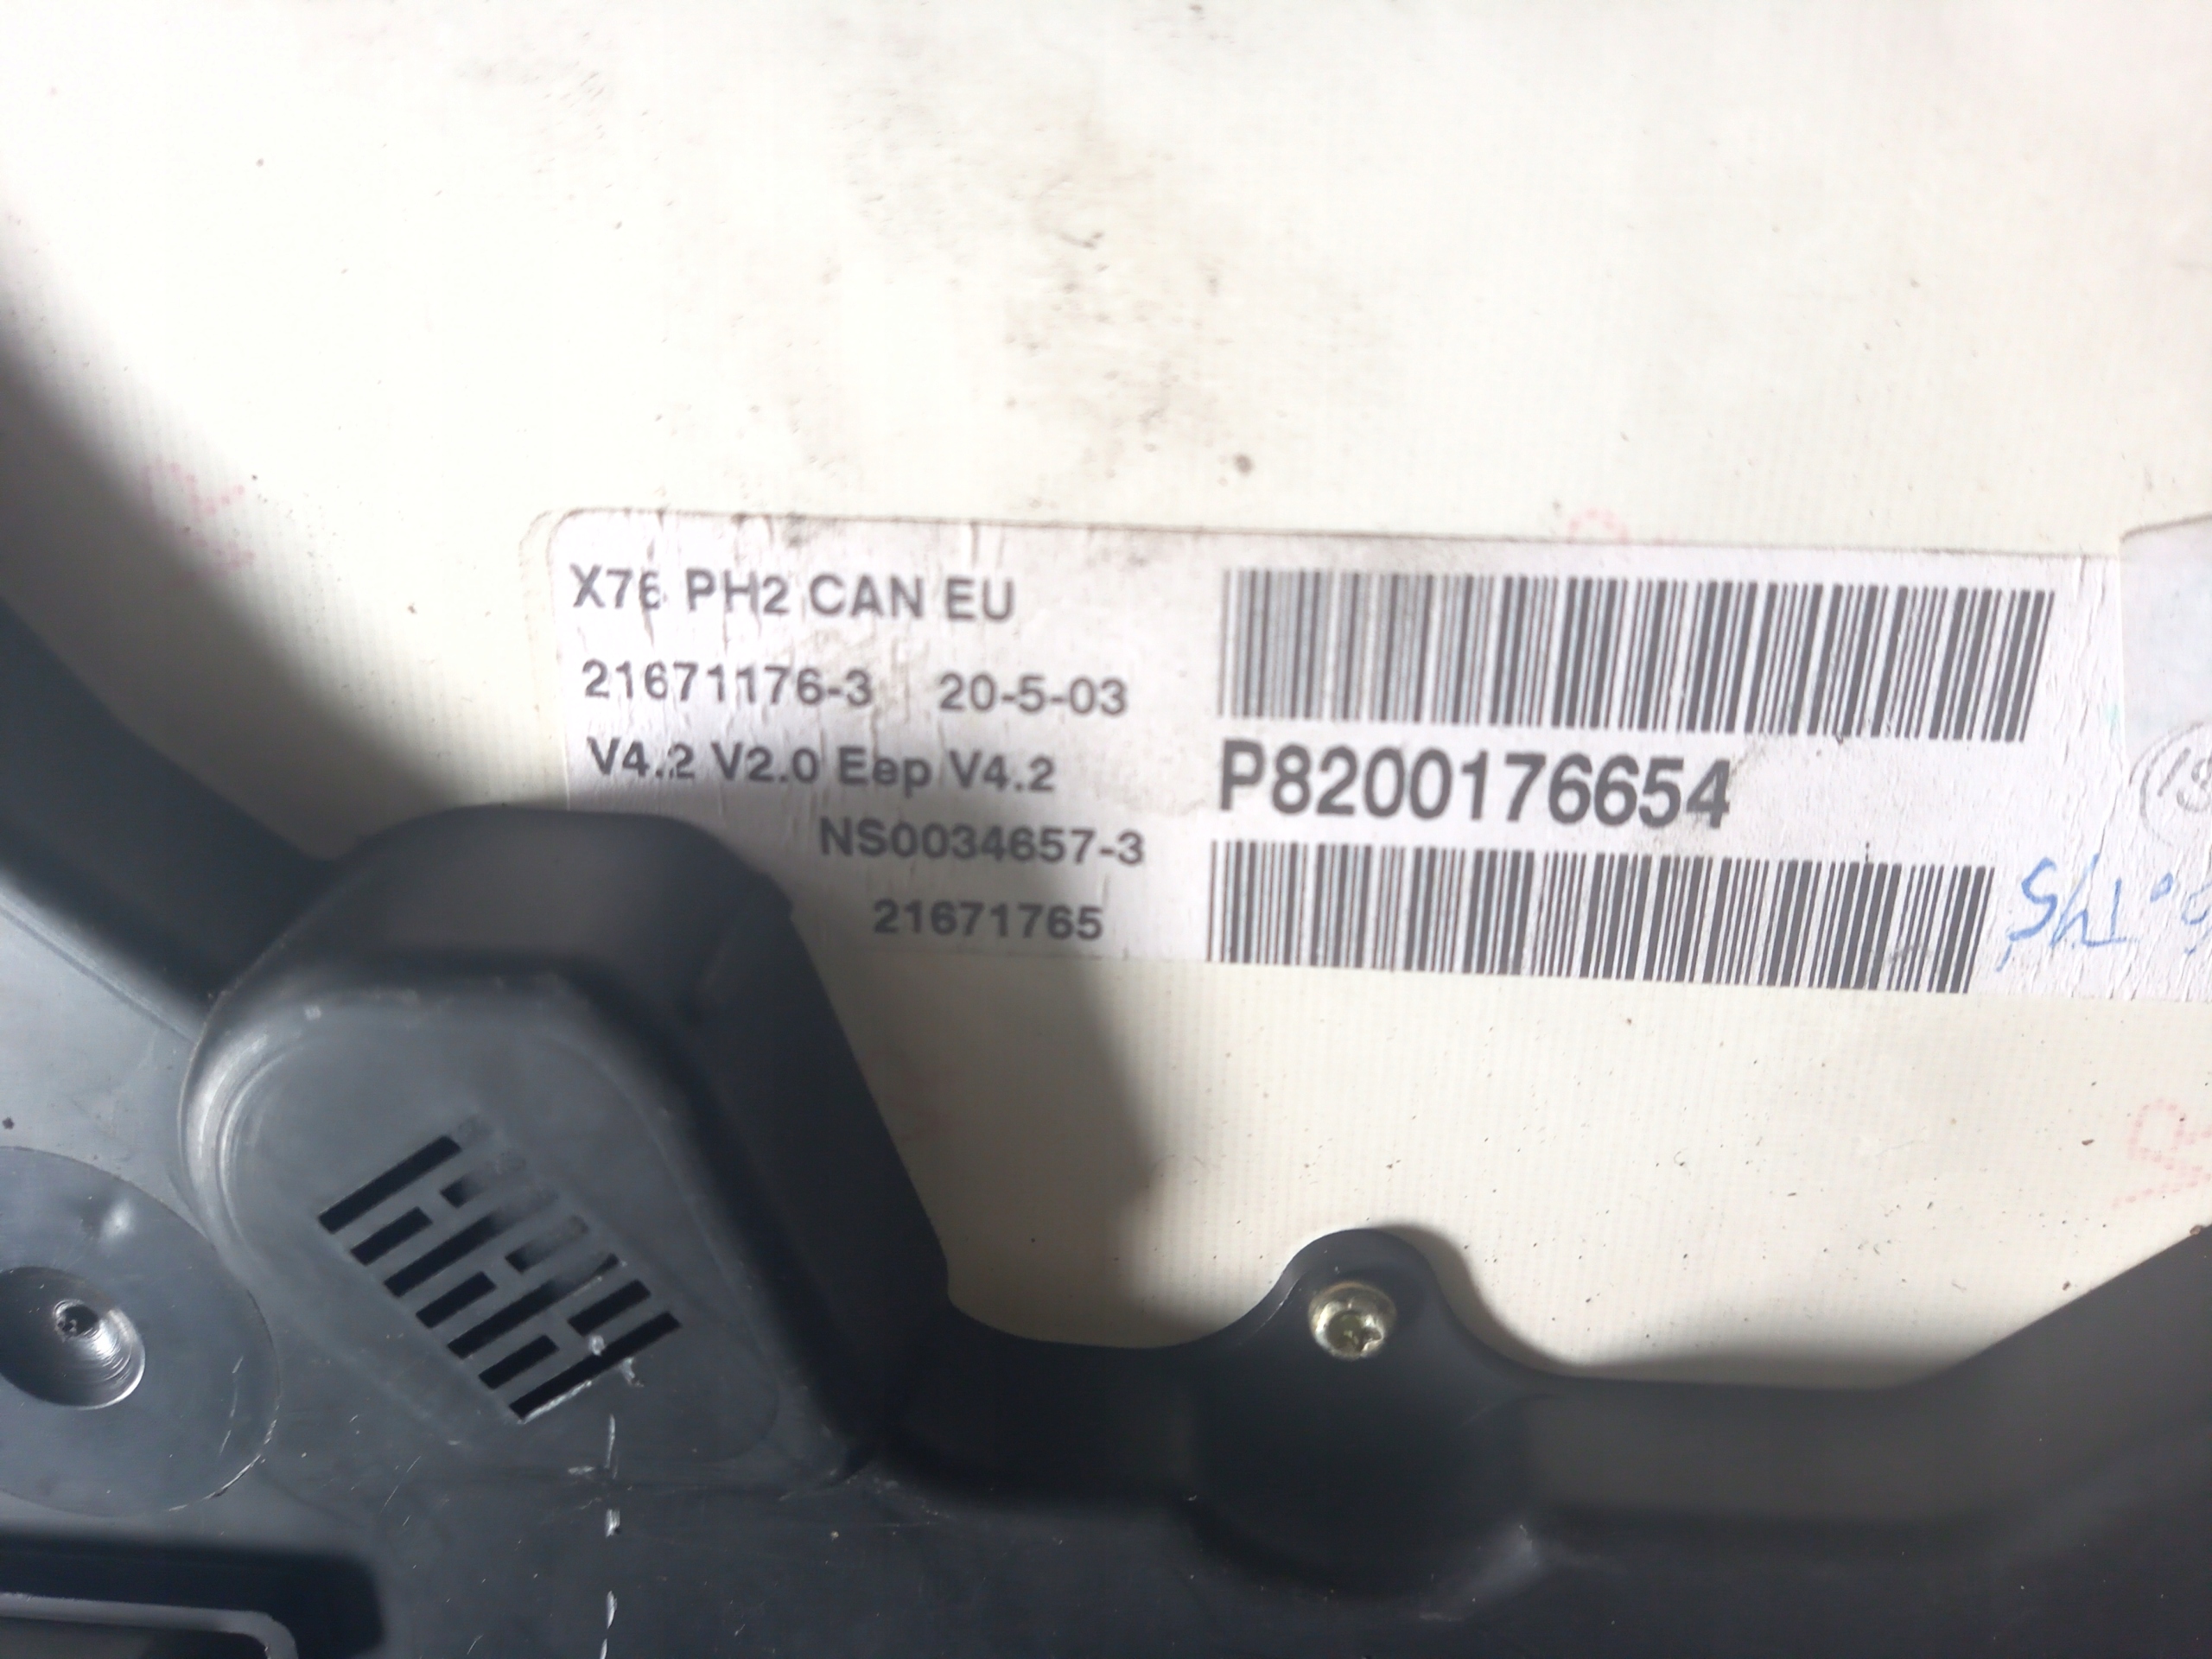 X76 PH2 CAN EU
21671176-3 20-5-03
V4.2 V2.0 Eep V4.2
NS0034657-3
21671765
P8200176654